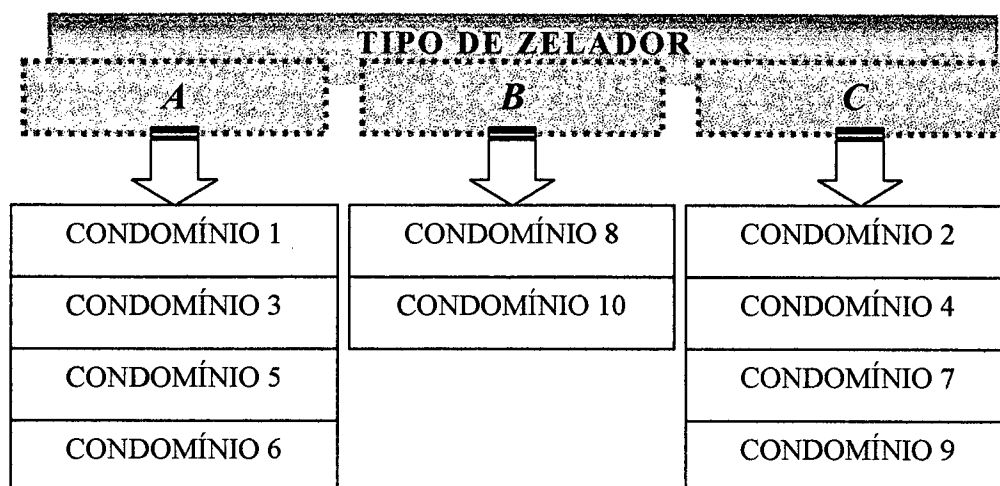 TIPO DE ZELADOR
A B C
CONDOMÍNIO 1 CONDOMÍNIO 8 CONDOMÍNIO 2
CONDOMÍNIO 3 CONDOMÍNIO 10 CONDOMÍNIO 4
CONDOMÍNIO 5 CONDOMÍNIO 7
CONDOMÍNIO 6 CONDOMÍNIO 9